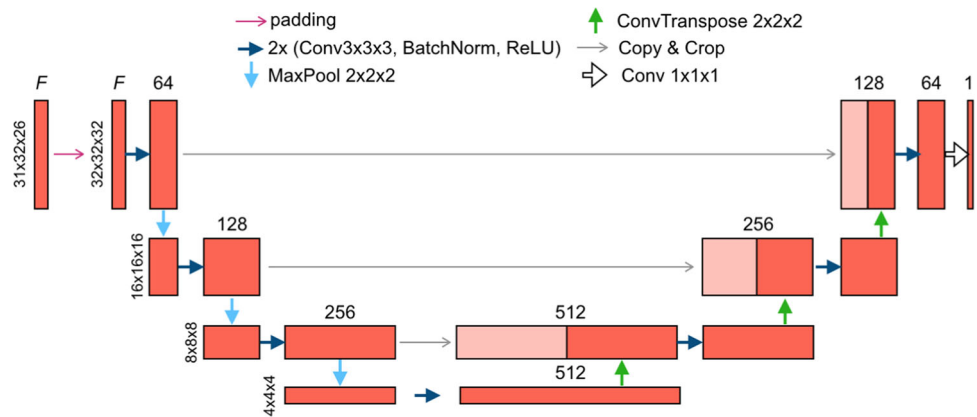 padding
2x (Conv3x3x3, BatchNorm, ReLU)
MaxPool 2x2x2
ConvTranspose 2x2x2
Copy & Crop
Conv 1x1x1
F
F
64
128
64
1
31x32x26
32x32x32
128
256
16x16x16
256
512
8x8x8
512
4x4x4